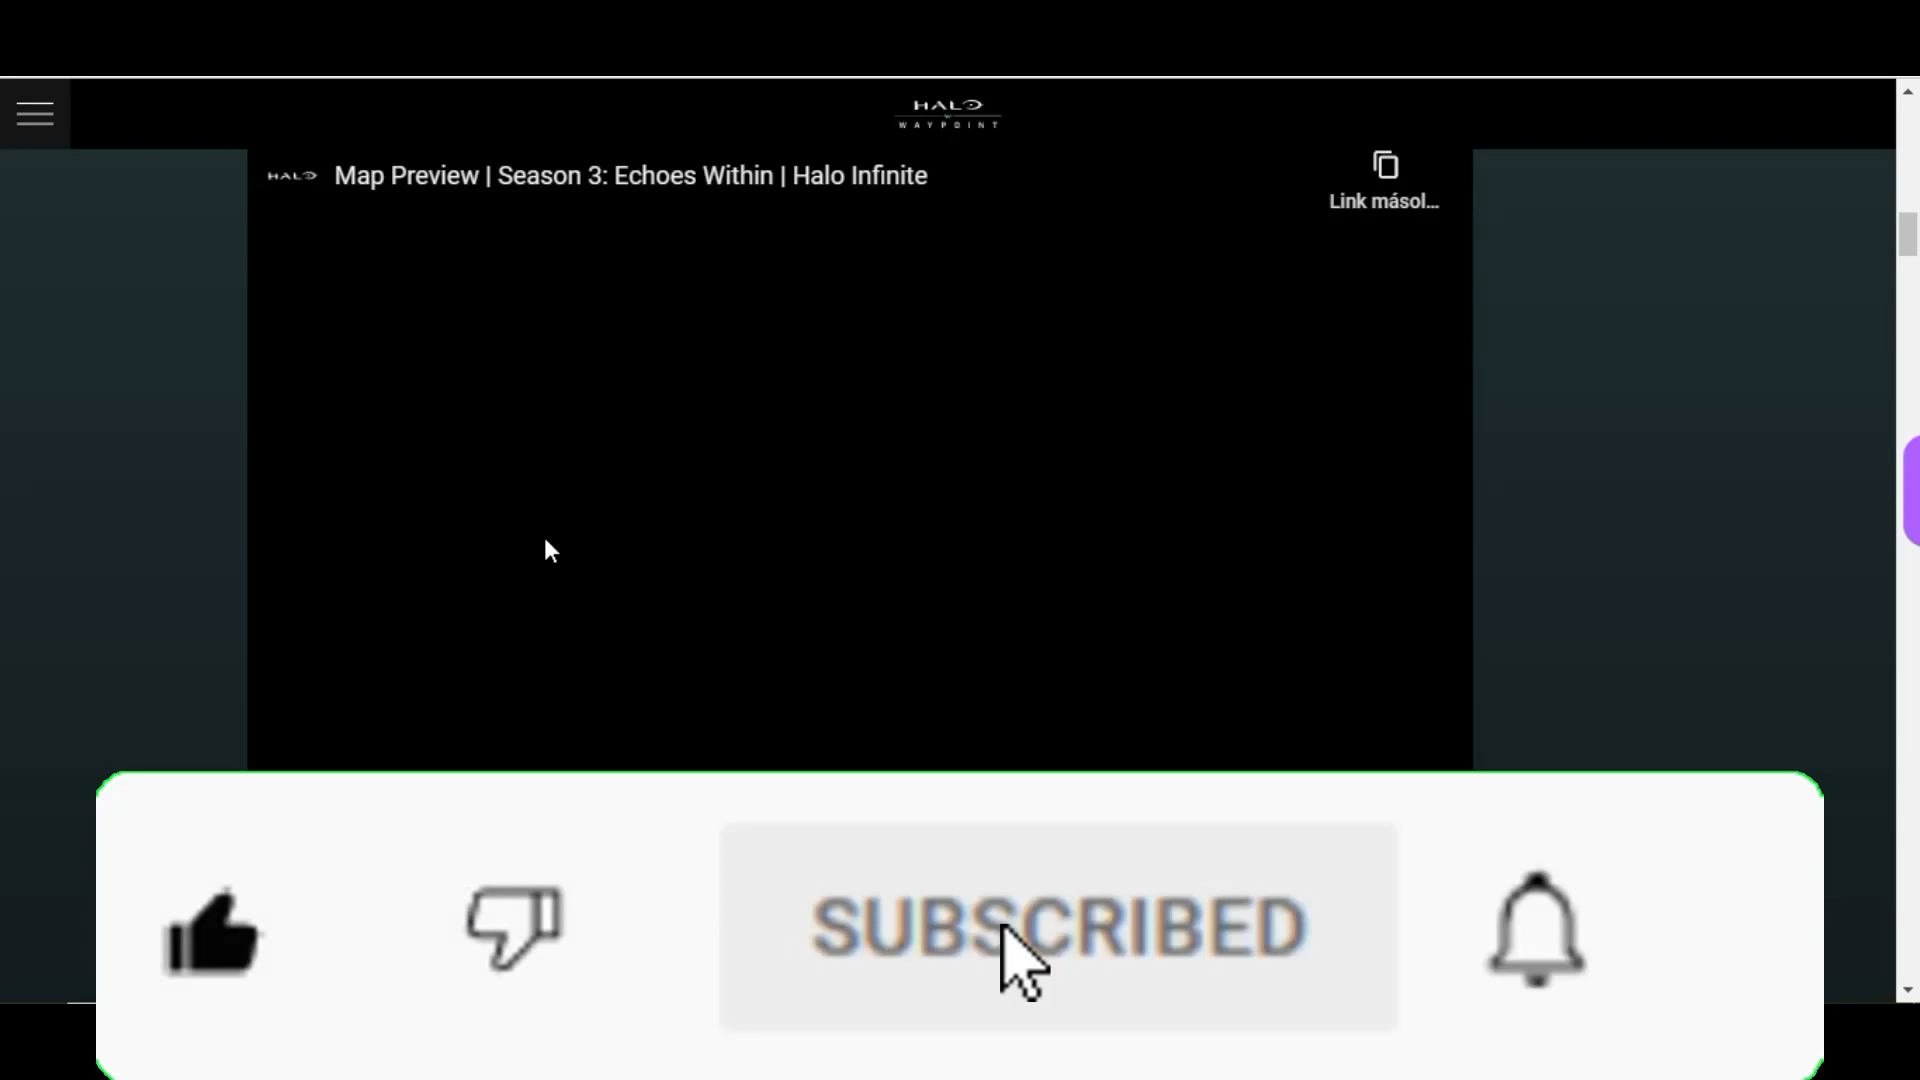 HALO
WAYPOINT
HALO Map Preview | Season 3: Echoes Within | Halo Infinite
Link másol...
SUBSCRIBED